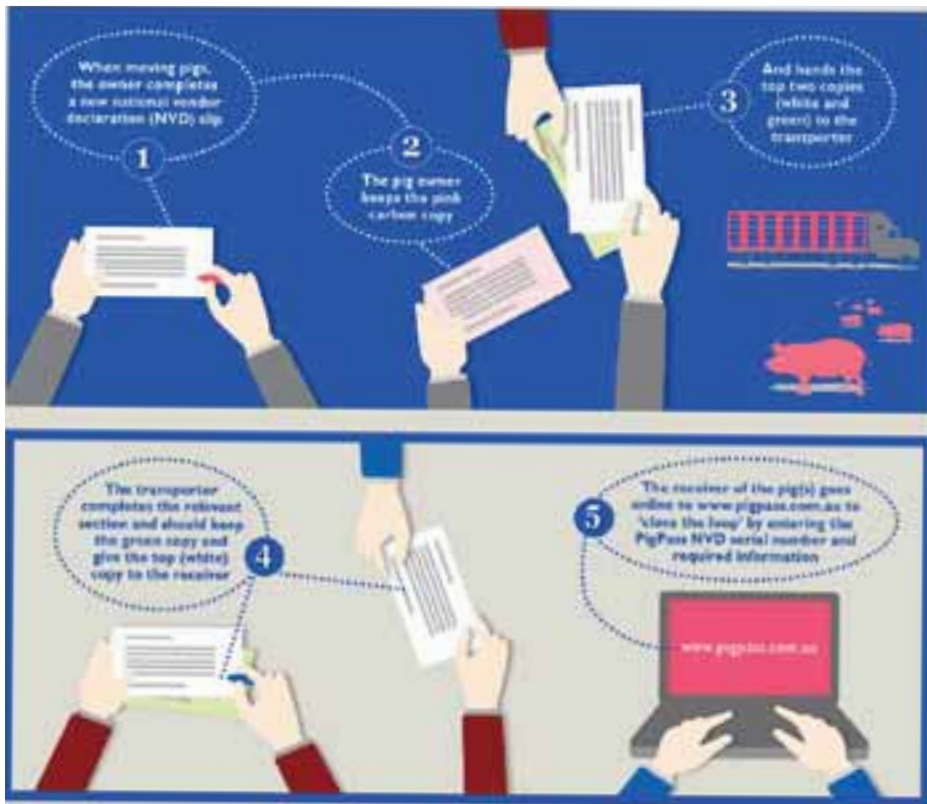 When moving pigs,
the owner completes
a new national vendor
declaration (NVD) slip
1
2
The pig owner
keeps the pink
carbon copy
3
And hands the
top two copies
(white and
green) to the
transporter
The transporter
completes the relevant
section and should keep
the green copy and
give the top (white)
copy to the receiver
4
5
The receiver of the pig(s) goes
online to www.pigpass.com.au to
'close the loop' by entering the
PigPass NVD serial number and
required information
www.pigpass.com.au